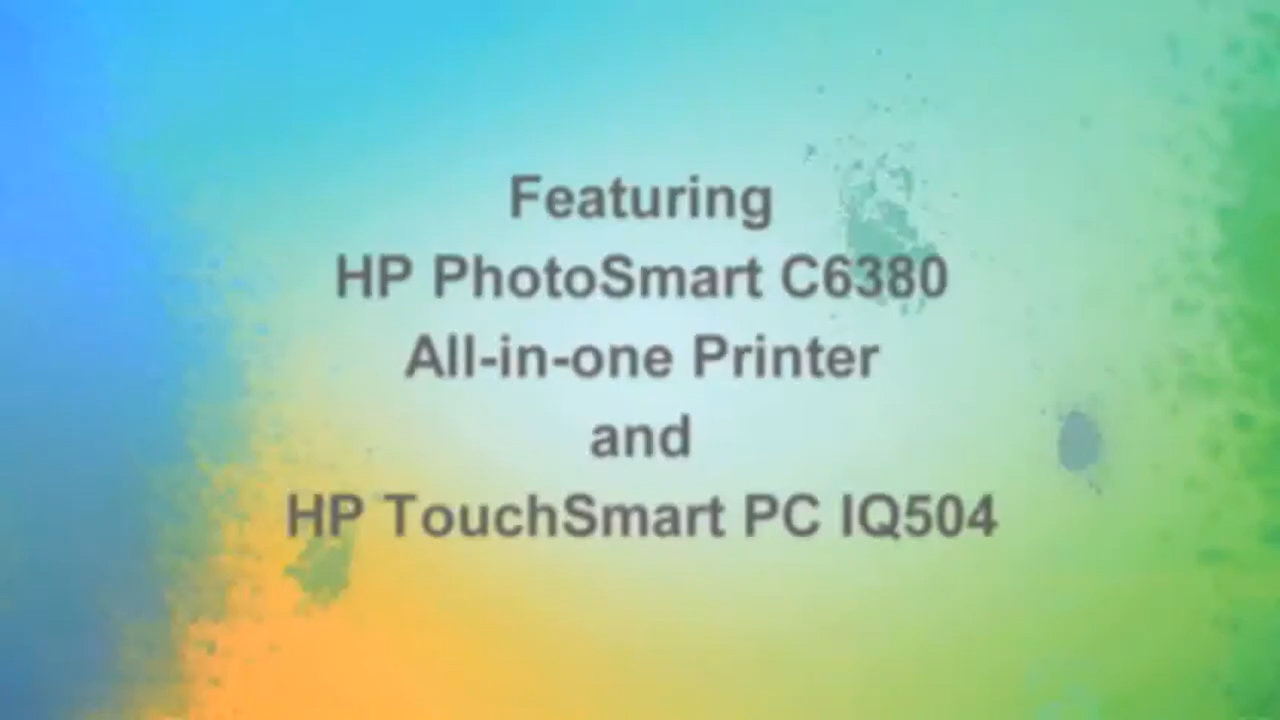 Featuring
HP PhotoSmart C6380
All-in-one Printer
and
HP TouchSmart PC IQ504